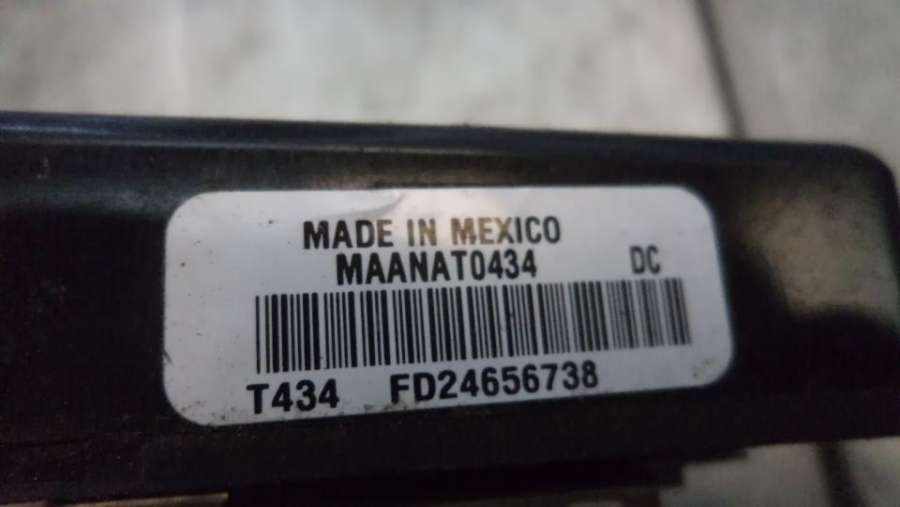 MADE IN MEXICO
MAANAT0434 DC
T434 FD24656738